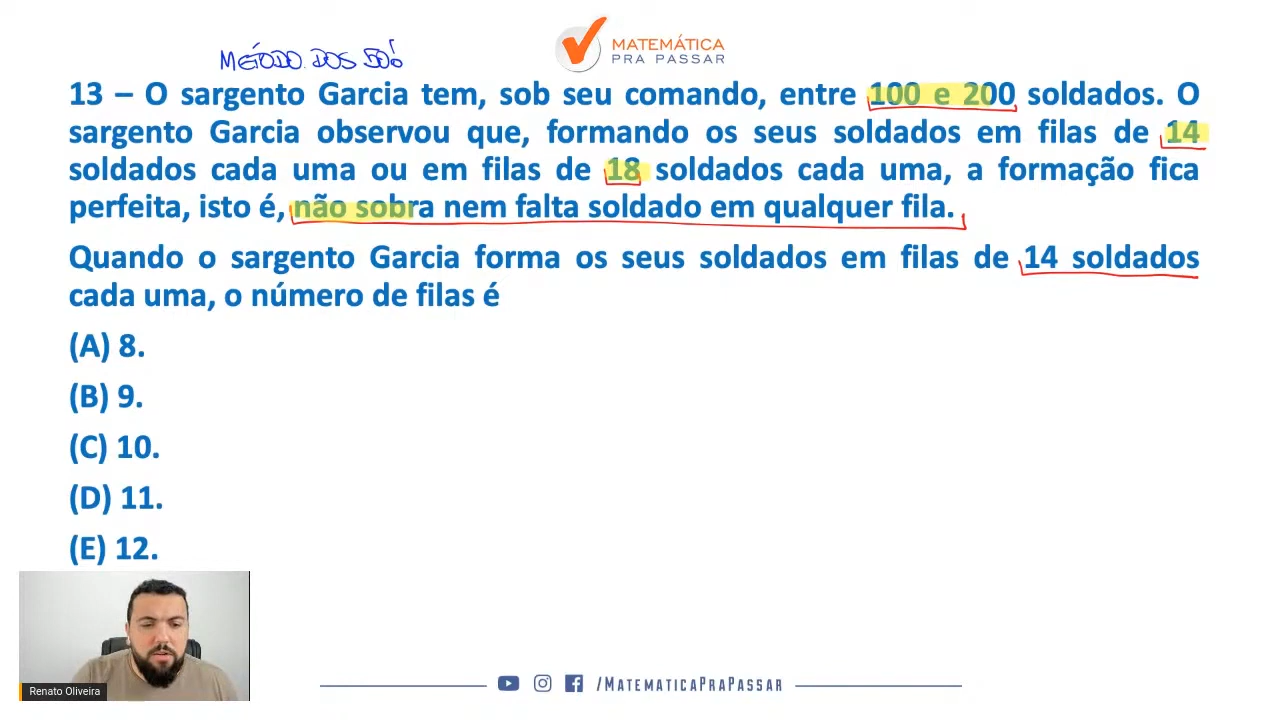 MATEMÁTICA
PRA PASSAR
MÉTODO DOS 500
13 – O sargento Garcia tem, sob seu comando, entre 100 e 200 soldados. O
sargento Garcia observou que, formando os seus soldados em filas de 14
soldados cada uma ou em filas de 18 soldados cada uma, a formação fica
perfeita, isto é, não sobra nem falta soldado em qualquer fila.
Quando o sargento Garcia forma os seus soldados em filas de 14 soldados
cada uma, o número de filas é
(A) 8.
(B) 9.
(C) 10.
(D) 11.
(E) 12.
Renato Oliveira
/MATEMATICAPRAPASSAR